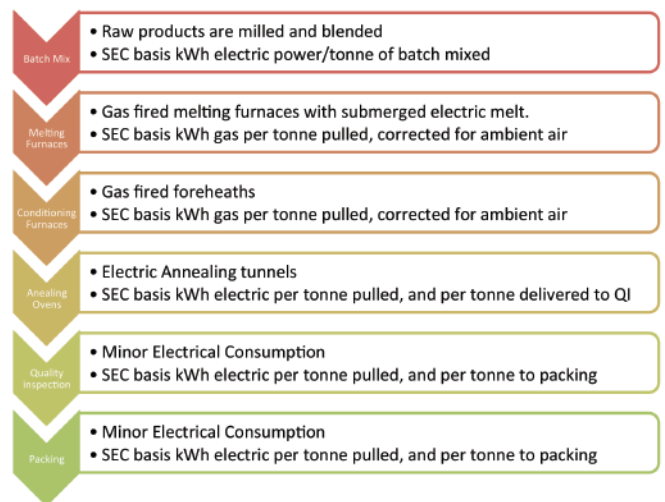 Batch Mix
• Raw products are milled and blended
• SEC basis kWh electric power/tonne of batch mixed
Melting
Furnaces
• Gas fired melting furnaces with submerged electric melt.
• SEC basis kWh gas per tonne pulled, corrected for ambient air
Conditioning
Furnaces
• Gas fired foreheaths
• SEC basis kWh gas per tonne pulled, corrected for ambient air
Anealing
Ovens
• Electric Annealing tunnels
• SEC basis kWh electric per tonne pulled, and per tonne delivered to QI
Quality
inspection
• Minor Electrical Consumption
• SEC basis kWh electric per tonne pulled, and per tonne to packing
Packing
• Minor Electrical Consumption
• SEC basis kWh electric per tonne pulled, and per tonne to packing